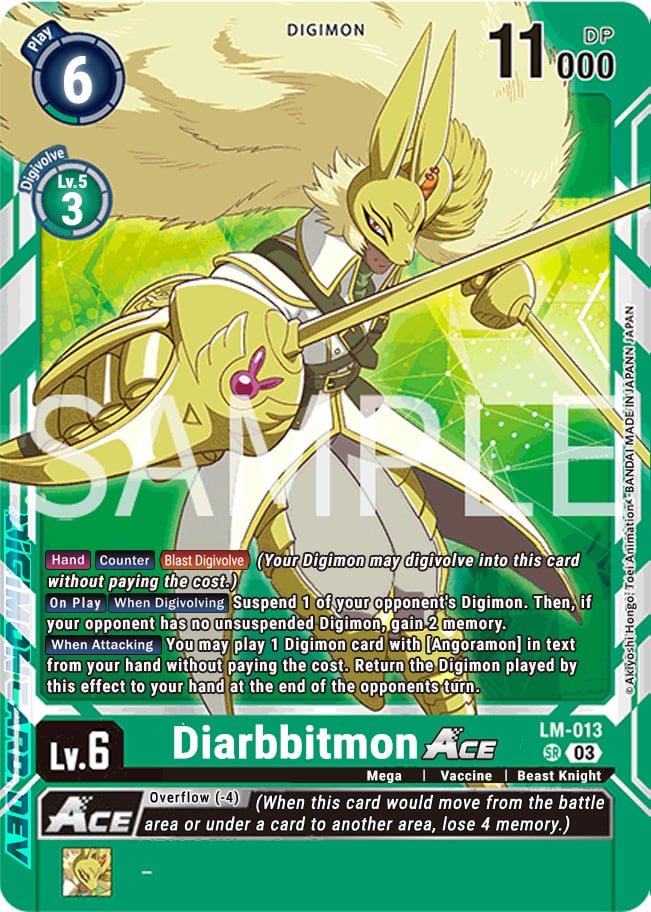 DIGIMON
Play
6
DP
11000
Digivolve
Lv.5
3
SAMPLE
Hand Counter Blast Digivolve (Your Digimon may digivolve into this card
without paying the cost.)
On Play When Digivolving Suspend 1 of your opponent's Digimon. Then, if
your opponent has no unsuspended Digimon, gain 2 memory.
When Attacking You may play 1 Digimon card with [Angoramon] in text
from your hand without paying the cost. Return the Digimon played by
this effect to your hand at the end of the opponents turn.
©Akiyoshi Hongo, Toei Animation •BANDAI MADE IN JAPANN JAPAN
DIGIMONCARD.DEV
Lv.6
Diarbbitmon ACE
LM-013
SR 03
Mega | Vaccine | Beast Knight
ACE Overflow (-4) (When this card would move from the battle
area or under a card to another area, lose 4 memory.)
-